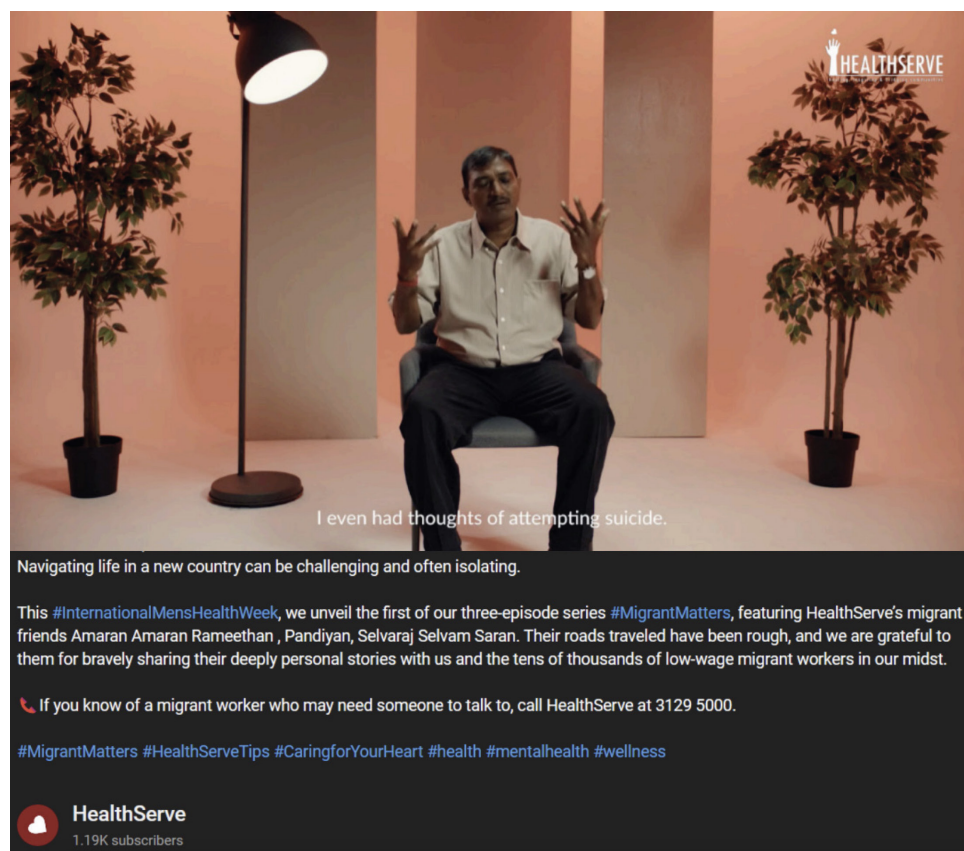 HEALTHSERVE
I even had thoughts of attempting suicide.
Navigating life in a new country can be challenging and often isolating.
This #InternationalMensHealthWeek, we unveil the first of our three-episode series #MigrantMatters, featuring HealthServe’s migrant
friends Amaran Amaran Rameethan , Pandiyan, Selvaraj Selvam Saran. Their roads traveled have been rough, and we are grateful to
them for bravely sharing their deeply personal stories with us and the tens of thousands of low-wage migrant workers in our midst.
If you know of a migrant worker who may need someone to talk to, call HealthServe at 3129 5000.
#MigrantMatters #HealthServeTips #CaringforYourHeart #health #mentalhealth #wellness
HealthServe
1.19K subscribers